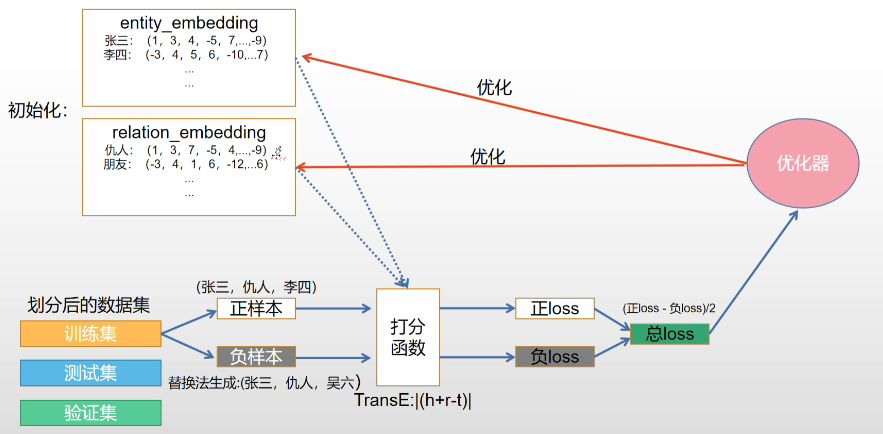 entity_embedding
张三： （1，3，4，-5，7,...,-9）
李四： （-3，4，5，6，-10,...7）
...
...
初始化：
relation_embedding
仇人： （1，3，7，-5，4,...,-9）
朋友： （-3，4，1，6，-12,...6）
...
...
优化
优化
优化器
划分后的数据集
训练集
测试集
验证集
（张三，仇人，李四）
正样本
负样本
替换法生成:(张三，仇人，吴六）
打分
函数
TransE:|(h+r-t)|
正loss
负loss
(正loss - 负loss)/2
总loss